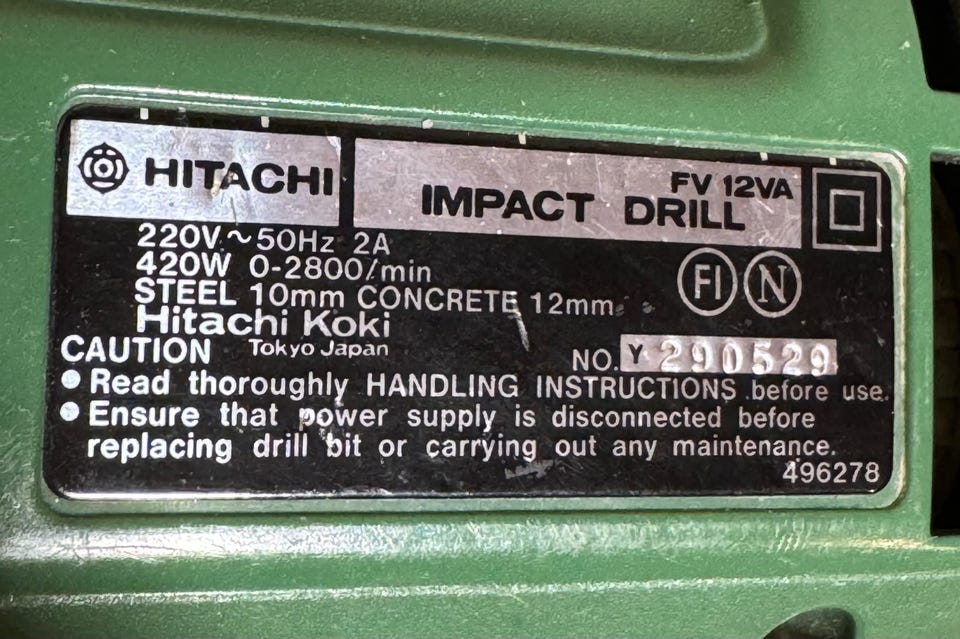 HITACHI
FV 12VA
IMPACT DRILL
220V~50Hz 2A
420W 0-2800/min
STEEL 10mm CONCRETE 12mm
FI N
Hitachi Koki
Tokyo Japan
CAUTION
NO. Y 290529
• Read thoroughly HANDLING INSTRUCTIONS before use.
• Ensure that power supply is disconnected before
replacing drill bit or carrying out any maintenance.
496278